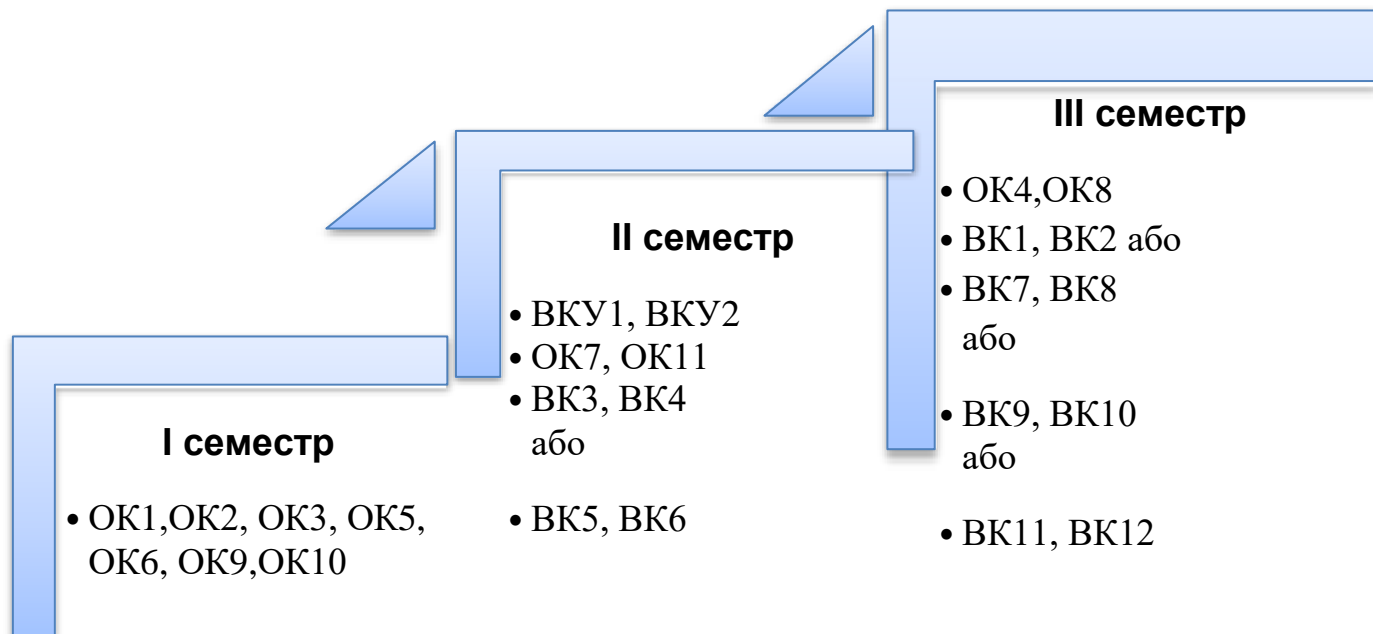 I семестр
• ОК1,ОК2, ОК3, ОК5,
ОК6, ОК9,ОК10
II семестр
• ВКУ1, ВКУ2
• ОК7, ОК11
• ВК3, ВК4
або
• ВК5, ВК6
III семестр
• ОК4,ОК8
• ВК1, ВК2 або
• ВК7, ВК8
або
• ВК9, ВК10
або
• ВК11, ВК12